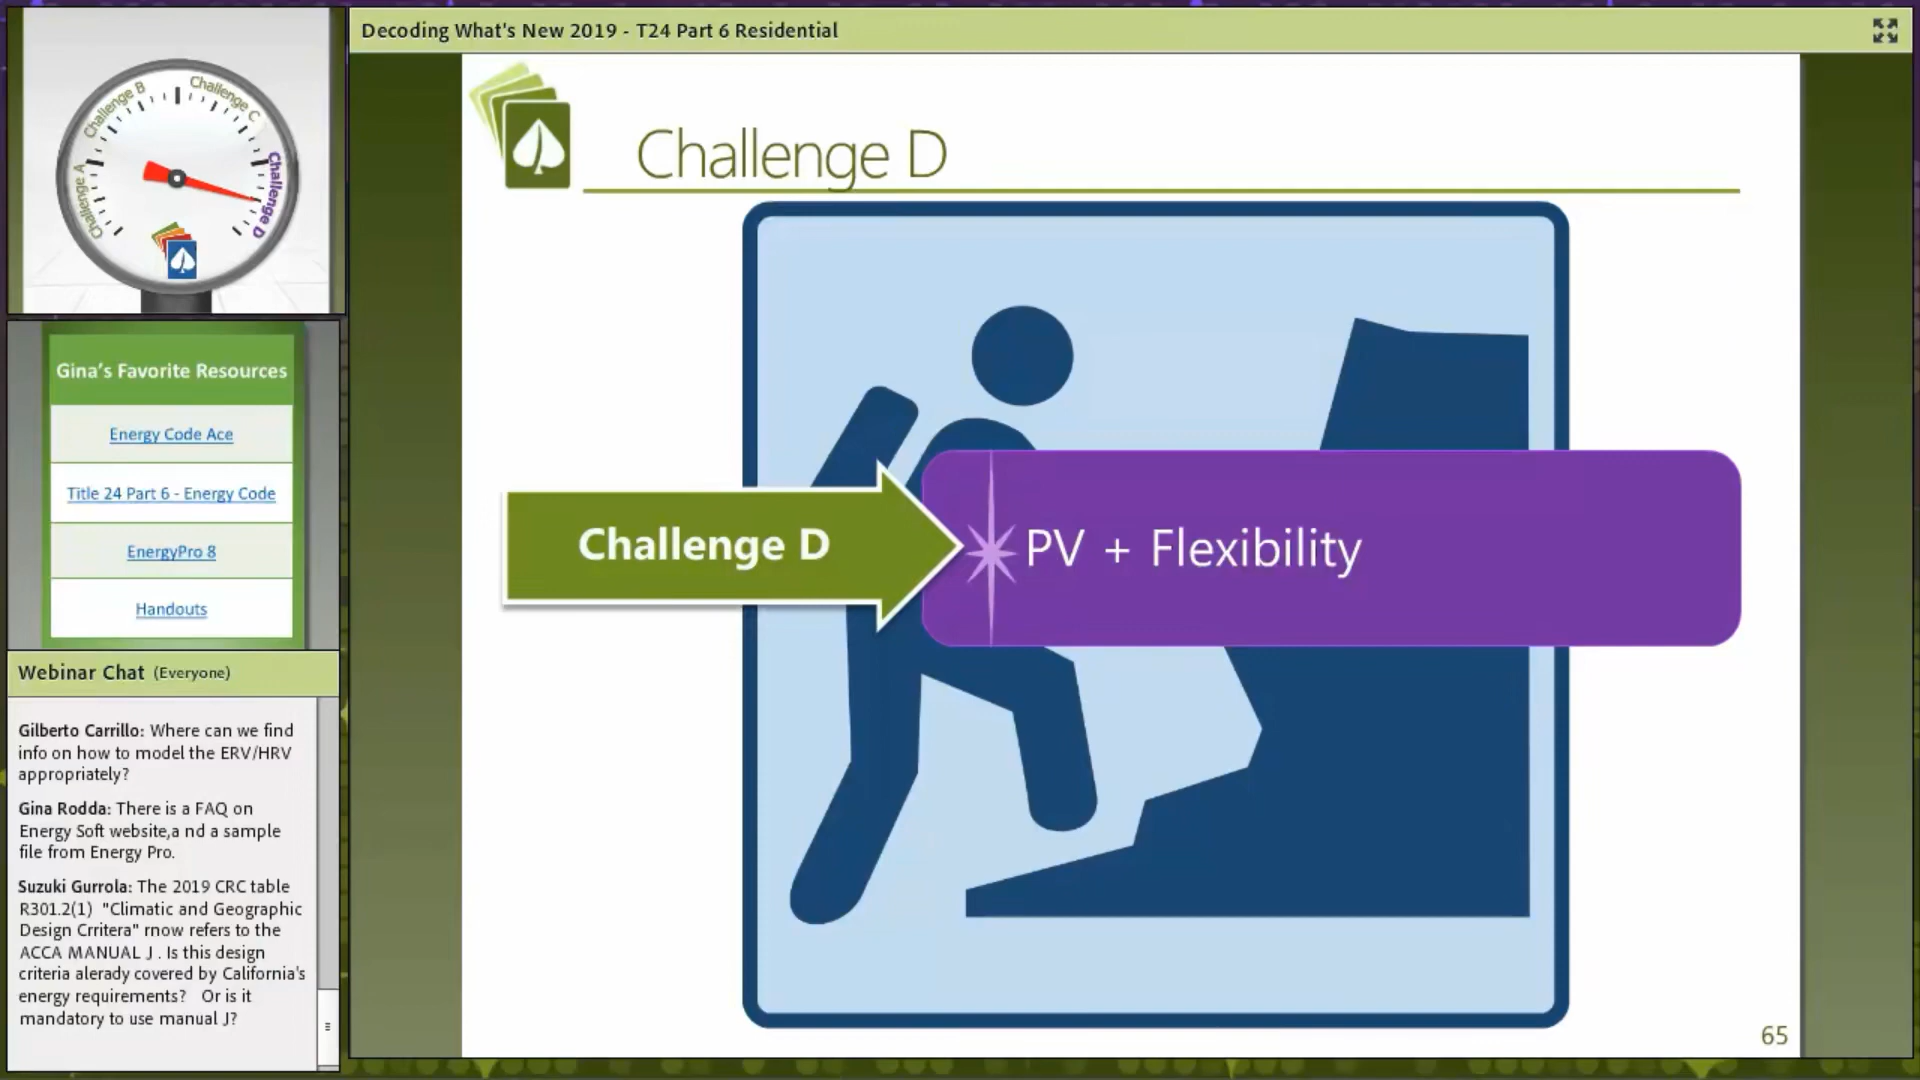 Decoding What's New 2019 - T24 Part 6 Residential
Challenge A
Challenge B
Challenge C
Challenge D
Gina's Favorite Resources
Energy Code Ace
Title 24 Part 6 - Energy Code
EnergyPro 8
Handouts
Webinar Chat (Everyone)
Gilberto Carrillo: Where can we find
info on how to model the ERV/HRV
appropriately?
Gina Rodda: There is a FAQ on
Energy Soft website,a nd a sample
file from Energy Pro.
Suzuki Gurrola: The 2019 CRC table
R301.2(1) "Climatic and Geographic
Design Crritera" rnow refers to the
ACCA MANUAL J . Is this design
criteria alerady covered by California's
energy requirements? Or is it
mandatory to use manual J?
Challenge D
Challenge D
PV + Flexibility
65